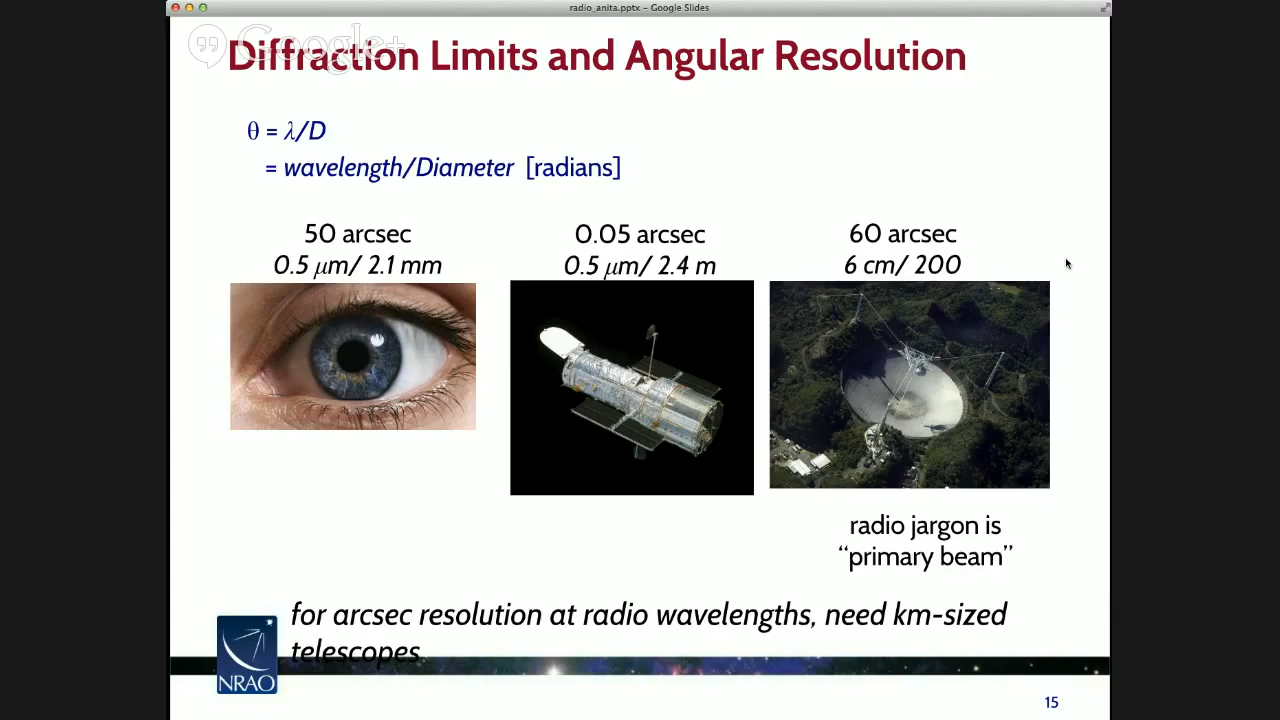 radio_anita.pptx – Google Slides
Google+
Diffraction Limits and Angular Resolution
θ = λ/D
= wavelength/Diameter [radians]
50 arcsec
0.5 μm/ 2.1 mm
0.05 arcsec
0.5 μm/ 2.4 m
60 arcsec
6 cm/ 200
radio jargon is
“primary beam”
for arcsec resolution at radio wavelengths, need km-sized
telescopes
NRAO
15